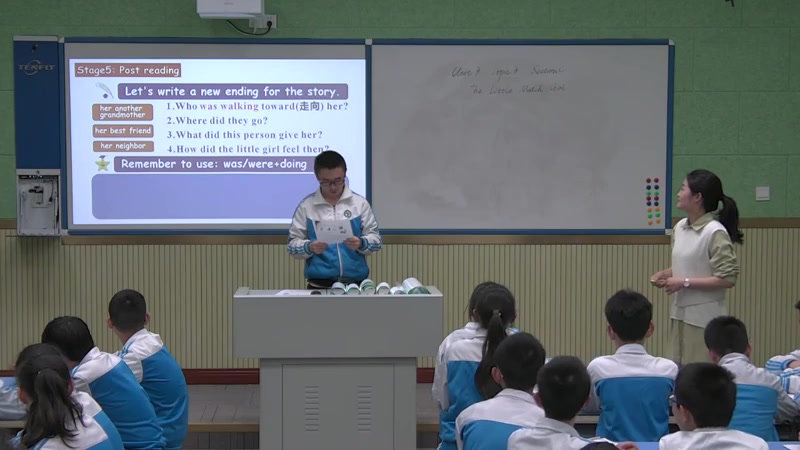 TENFIT
Stage5: Post reading
Let's write a new ending for the story.
her another
grandmother
her best friend
her neighbor
1.Who was walking toward(走向) her?
2.Where did they go?
3.What did this person give her?
4.How did the little girl feel then?
Remember to use: was/were+doing
The Little Match Girl